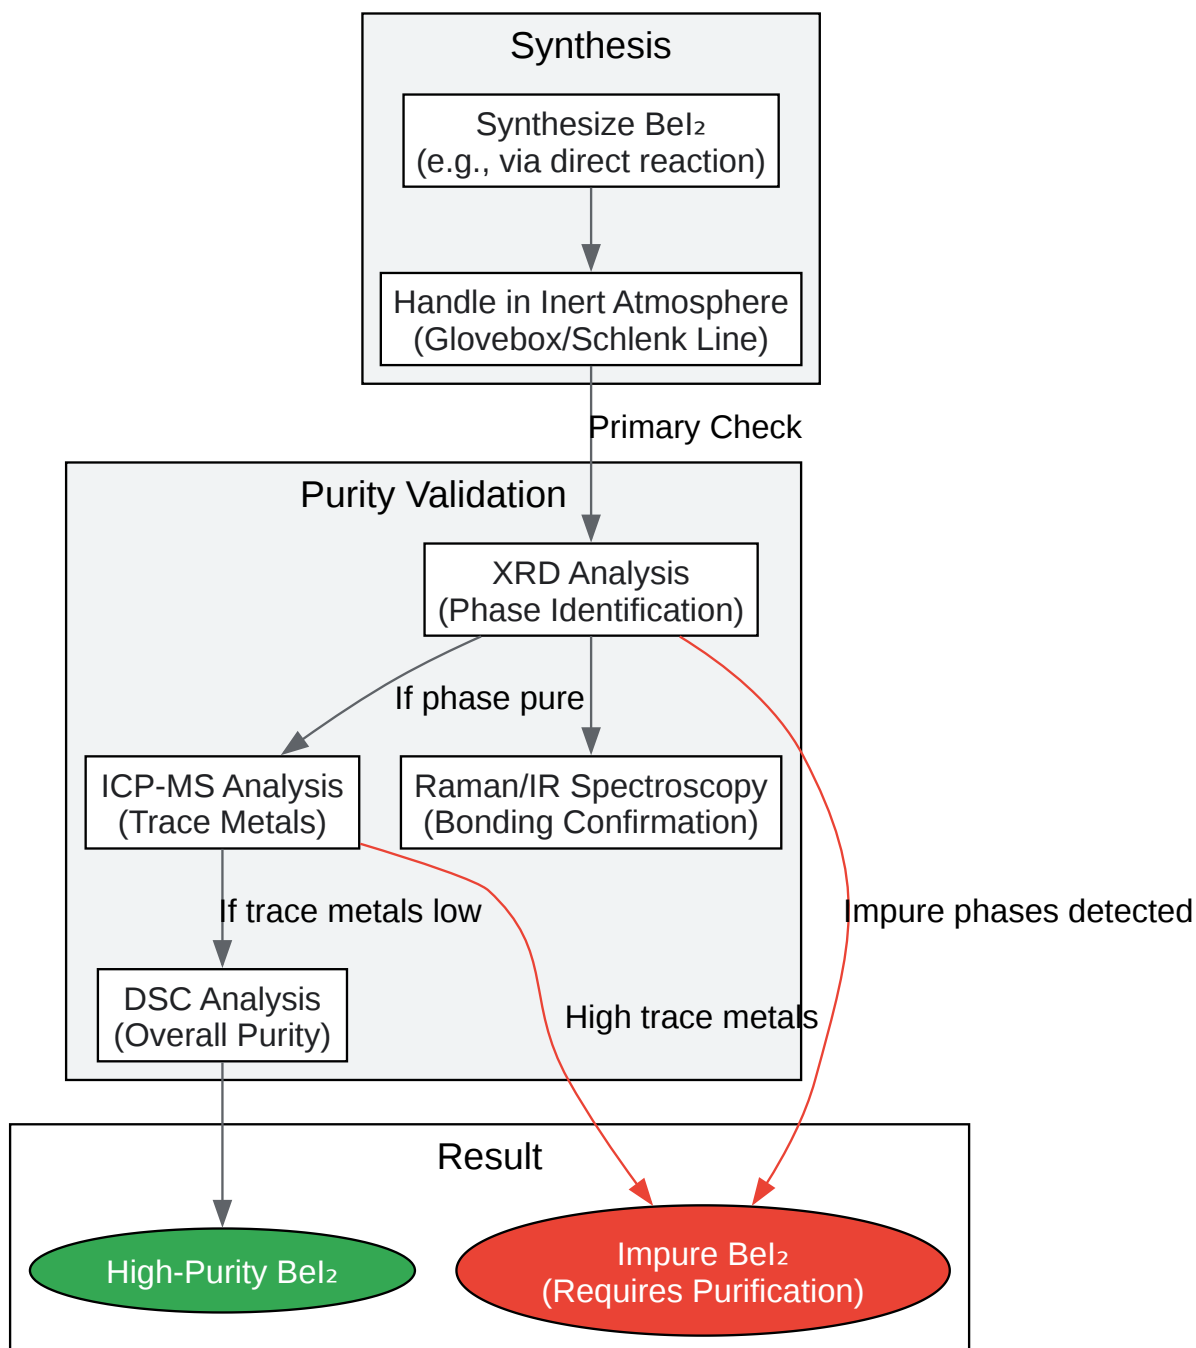 Synthesis
Synthesize BeI₂
(e.g., via direct reaction)
Handle in Inert Atmosphere
(Glovebox/Schlenk Line)
Primary Check
Purity Validation
XRD Analysis
(Phase Identification)
If phase pure
ICP-MS Analysis
(Trace Metals)
Raman/IR Spectroscopy
(Bonding Confirmation)
If trace metals low
Impure phases detected
DSC Analysis
(Overall Purity)
High trace metals
Result
High-Purity BeI₂
Impure BeI₂
(Requires Purification)